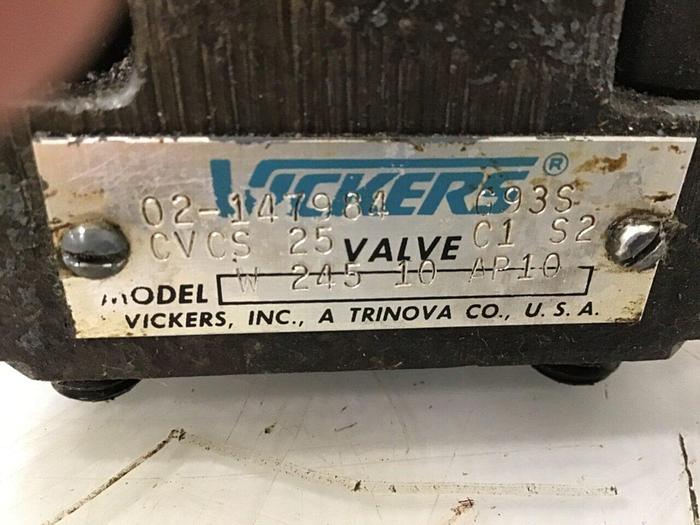 VICKERS®
02-147984 G93S
CVCS 25 VALVE C1 S2
MODEL W 245 10 AP10
VICKERS, INC., A TRINOVA CO., U. S. A.